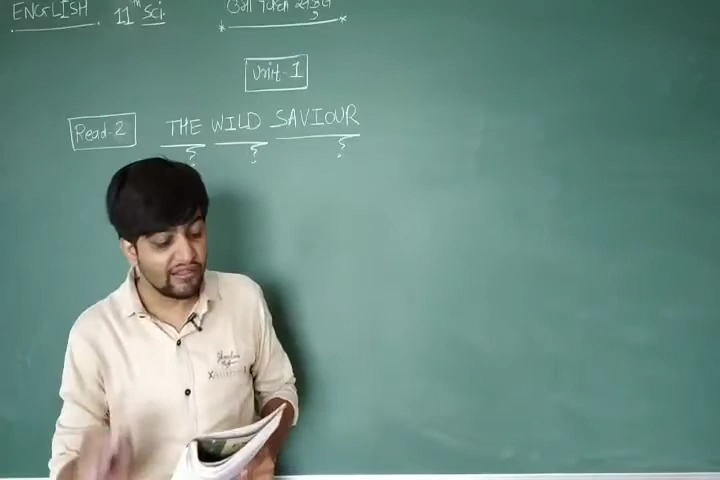 ENGLISH 11th Sci.
Unit-1
Read-2 THE WILD SAVIOUR
? ? ?